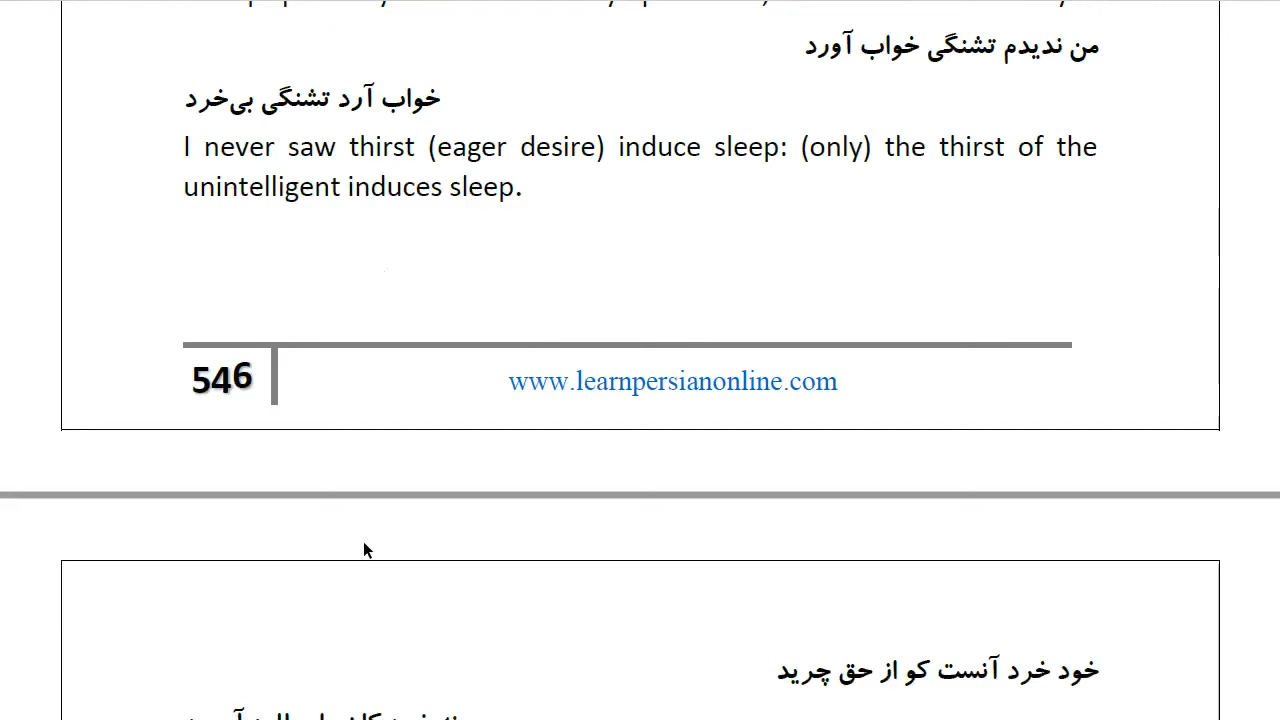 من ندیدم تشنگی خواب آورد
خواب آرد تشنگی بی‌خرد
I never saw thirst (eager desire) induce sleep: (only) the thirst of the
unintelligent induces sleep.
546
www.learnpersianonline.com
خود خرد آنست کو از حق چرید